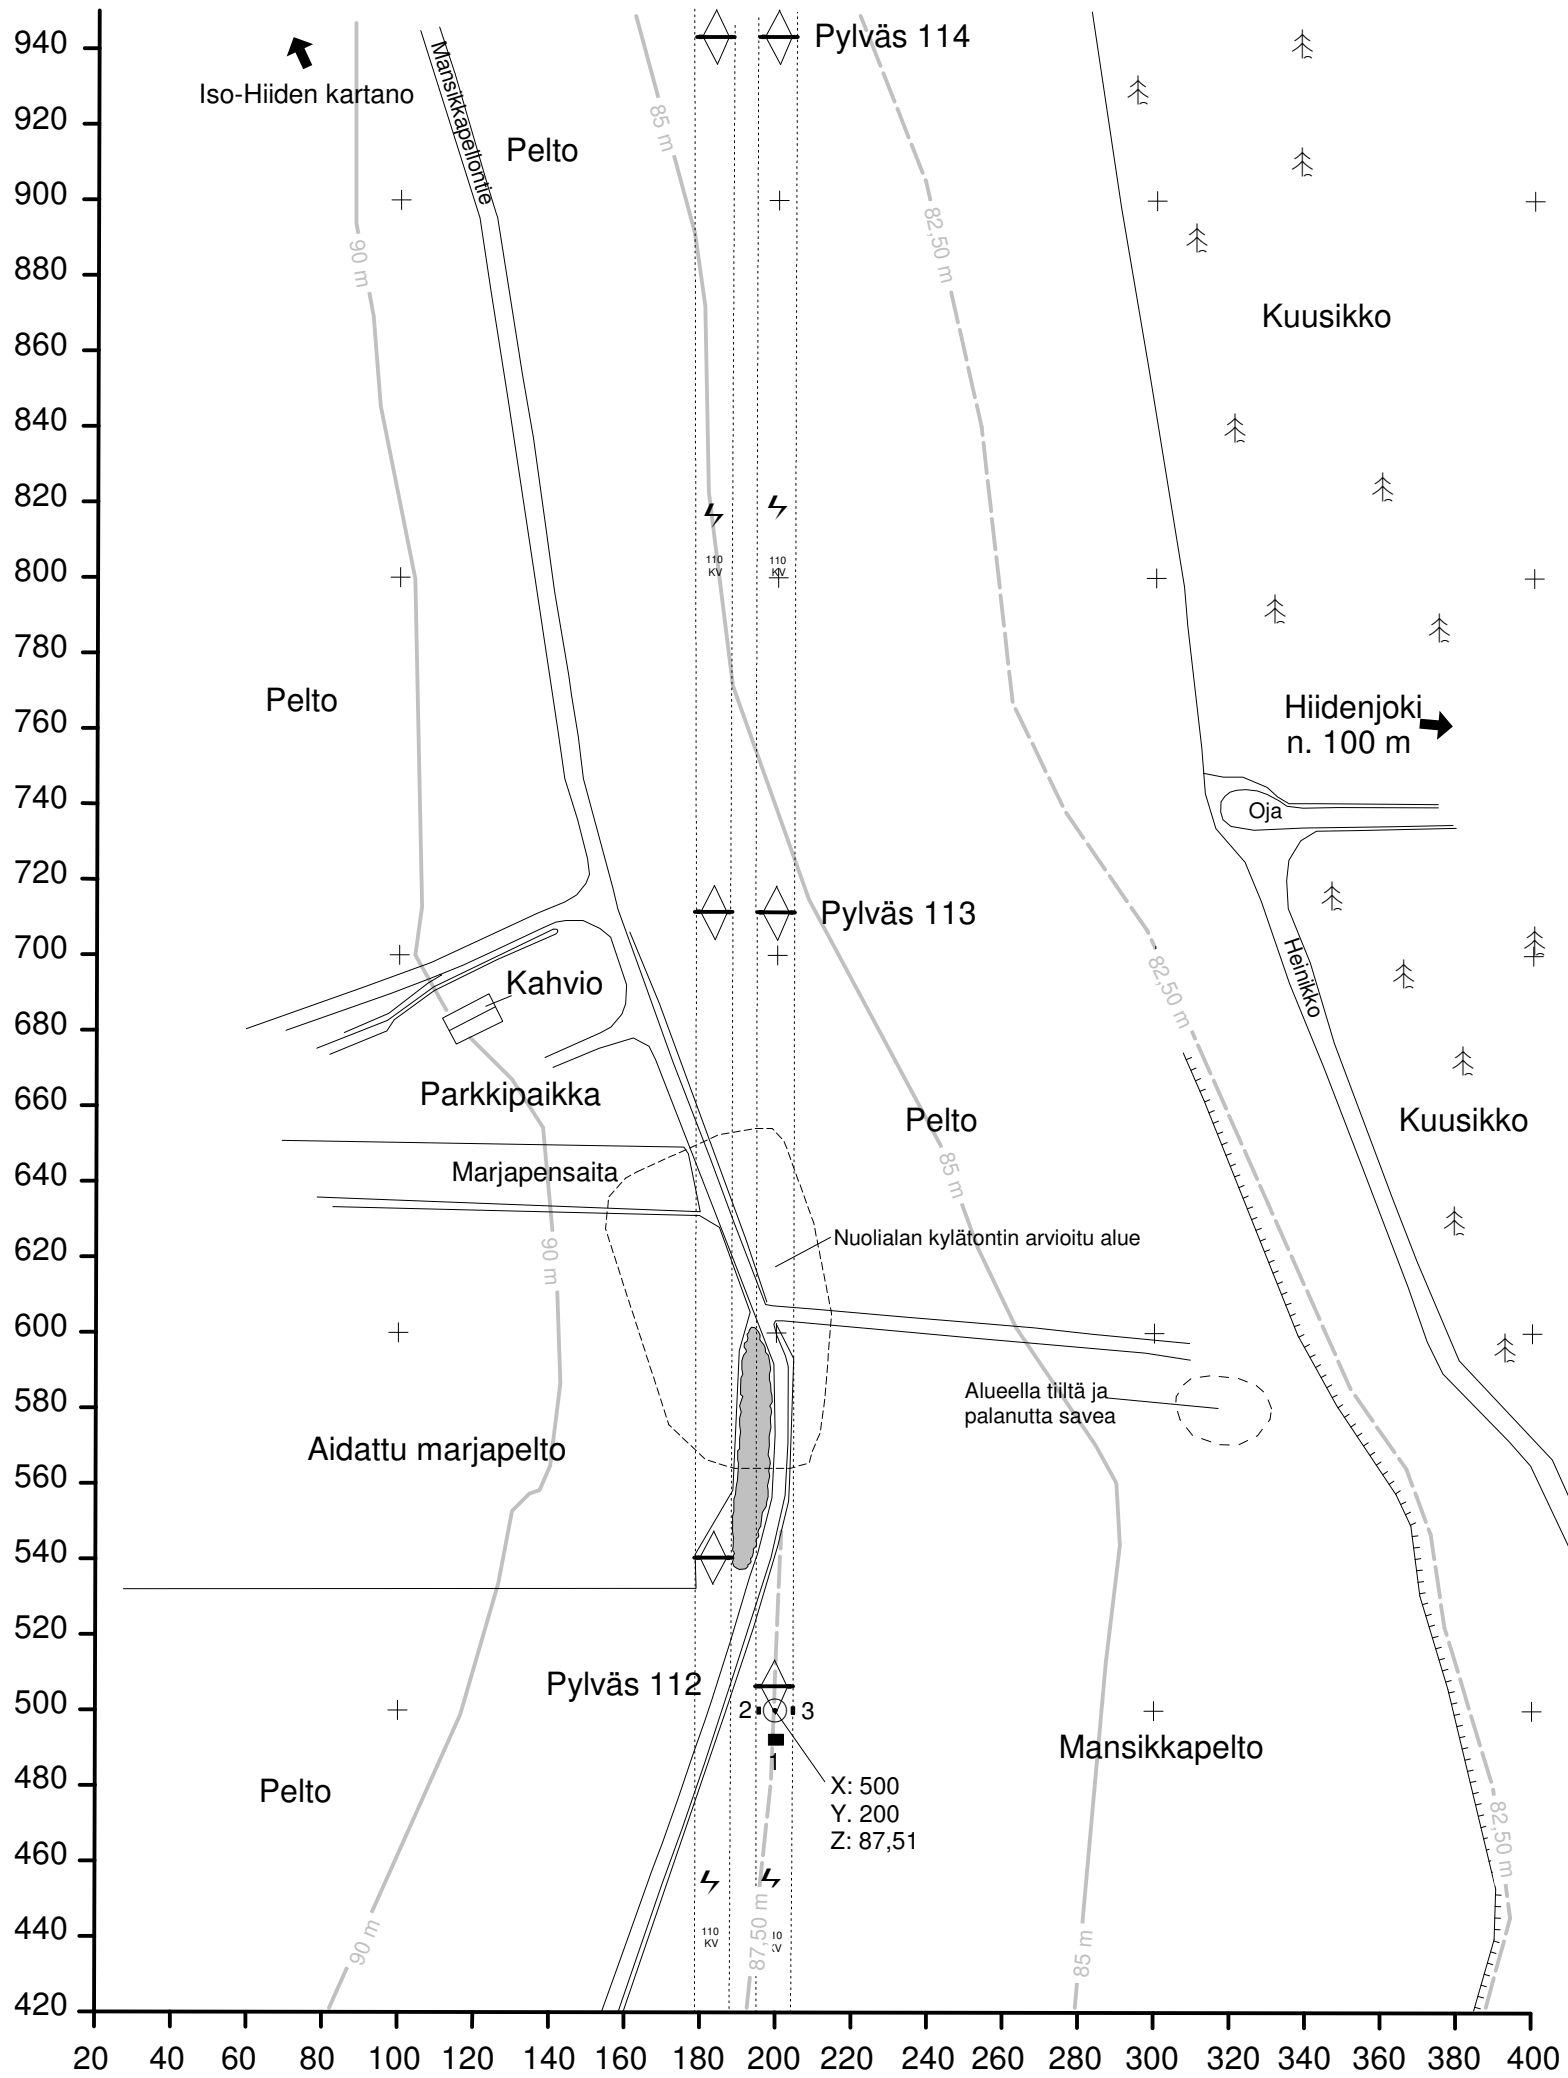 940
Pylväs 114
Iso-Hiiden kartano
Mansikkapellontie
85 m
920
Pelto
900
82,50 m
90 m
880
Kuusikko
860
840
820
110
KV
110
KV
800
780
Pelto
Hiidenjoki
n. 100 m
760
740
Oja
720
Pylväs 113
700
Kahvio
82,50 m
Heinikko
680
Parkkipaikka
660
Pelto
Kuusikko
640
Marjapensaita
85 m
Nuolialan kylätontin arvioitu alue
620
90 m
600
Alueella tiiltä ja
palanutta savea
580
Aidattu marjapelto
560
540
520
Pylväs 112
500
2
3
1
Mansikkapelto
480
Pelto
X: 500
Y. 200
Z: 87,51
82,50 m
460
440
90 m
110
KV
87,50 m
85 m
420
20 40 60 80 100 120 140 160 180 200 220 240 260 280 300 320 340 360 380 400